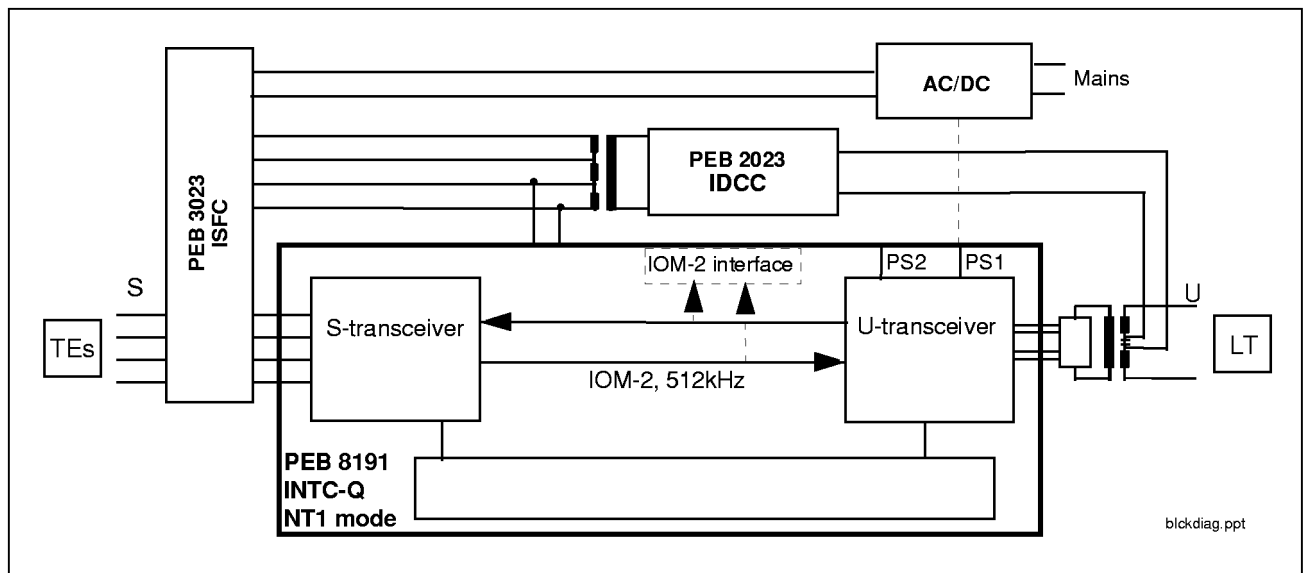 AC/DC
Mains
PEB 3023
ISFC
PEB 2023
IDCC
IOM-2 interface
PS2
PS1
S
U
TEs
S-transceiver
U-transceiver
LT
IOM-2, 512kHz
PEB 8191
INTC-Q
NT1 mode
blckdiag.ppt